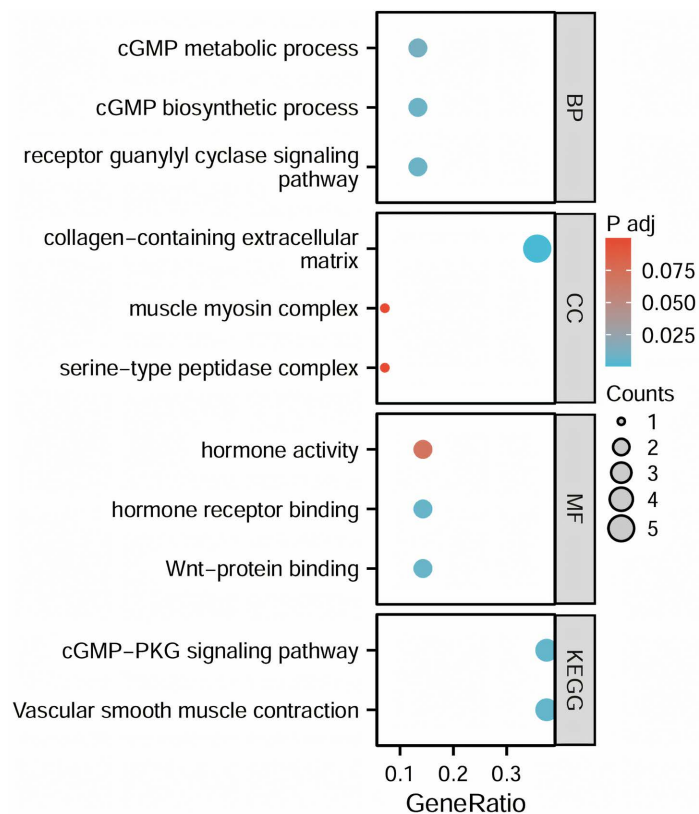 cGMP metabolic process
cGMP biosynthetic process
receptor guanylyl cyclase signaling
pathway
BP
collagen−containing extracellular
matrix
muscle myosin complex
serine−type peptidase complex
CC
hormone activity
hormone receptor binding
Wnt−protein binding
MF
cGMP−PKG signaling pathway
Vascular smooth muscle contraction
KEGG
0.1 0.2 0.3
GeneRatio
P adj
0.075
0.050
0.025
Counts
1
2
3
4
5